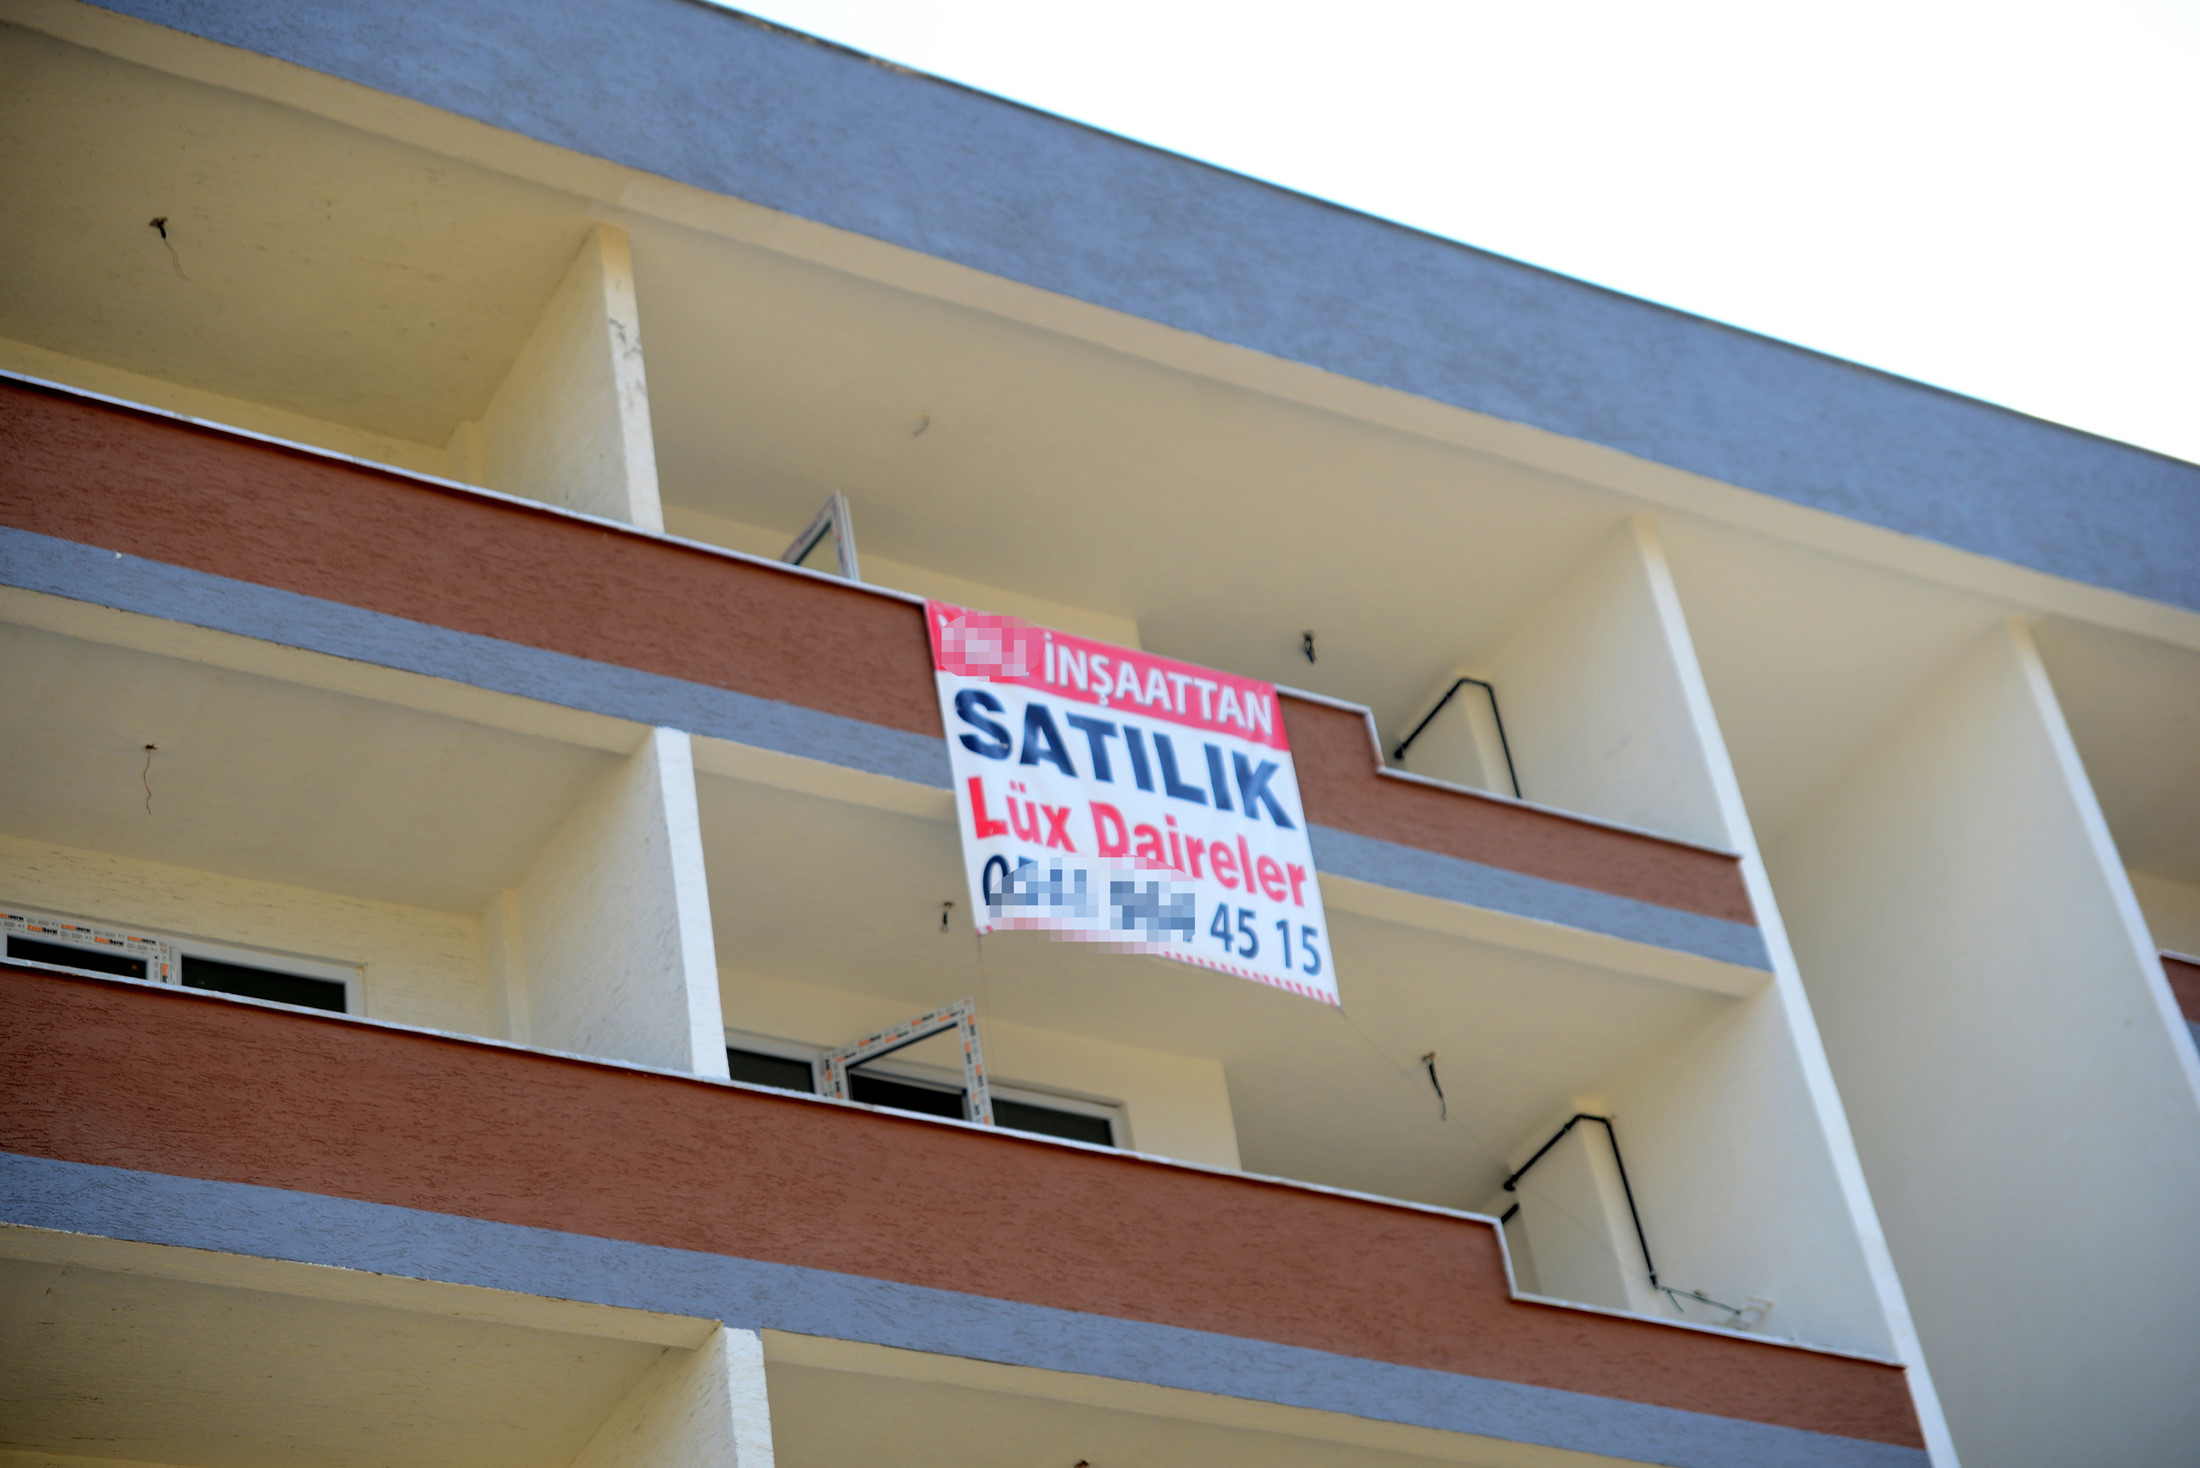 İNŞAATTAN
SATILIK
Lüx Daireler
45 15